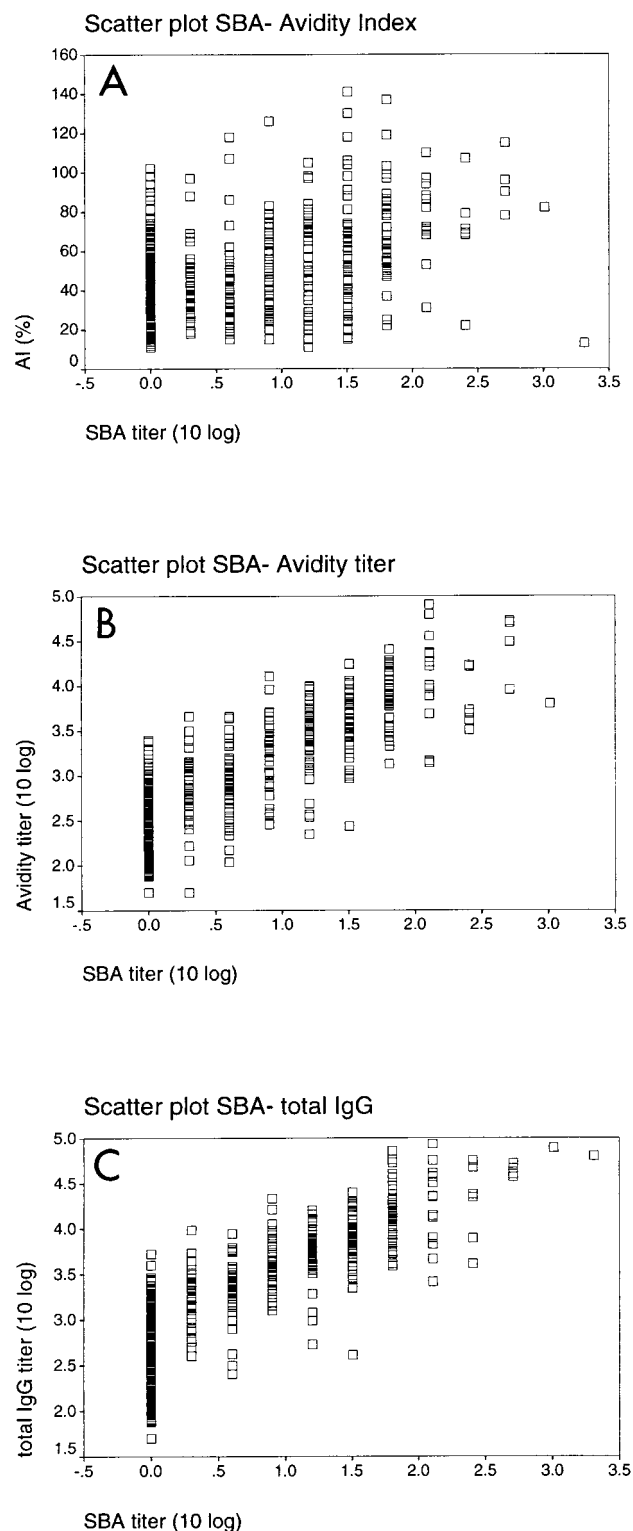 Scatter plot SBA- Avidity Index
A
160
140
120
100
80
60
40
20
0
AI (%)
-.5 0.0 .5 1.0 1.5 2.0 2.5 3.0 3.5
SBA titer (10 log)
Scatter plot SBA- Avidity titer
B
5.0
4.5
4.0
3.5
3.0
2.5
2.0
1.5
Avidity titer (10 log)
-.5 0.0 .5 1.0 1.5 2.0 2.5 3.0 3.5
SBA titer (10 log)
Scatter plot SBA- total IgG
C
5.0
4.5
4.0
3.5
3.0
2.5
2.0
1.5
total IgG titer (10 log)
-.5 0.0 .5 1.0 1.5 2.0 2.5 3.0 3.5
SBA titer (10 log)